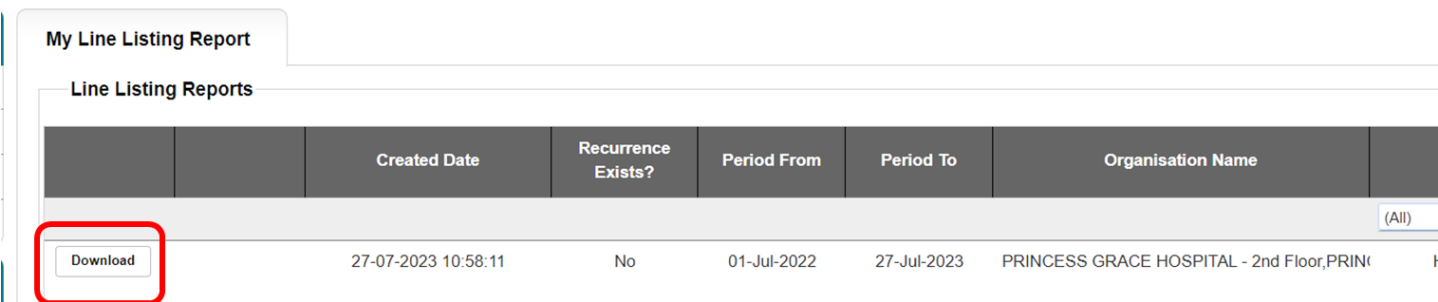 My Line Listing Report
Line Listing Reports
Created Date Recurrence Exists? Period From Period To Organisation Name
(All)
Download 27-07-2023 10:58:11 No 01-Jul-2022 27-Jul-2023 PRINCESS GRACE HOSPITAL - 2nd Floor,